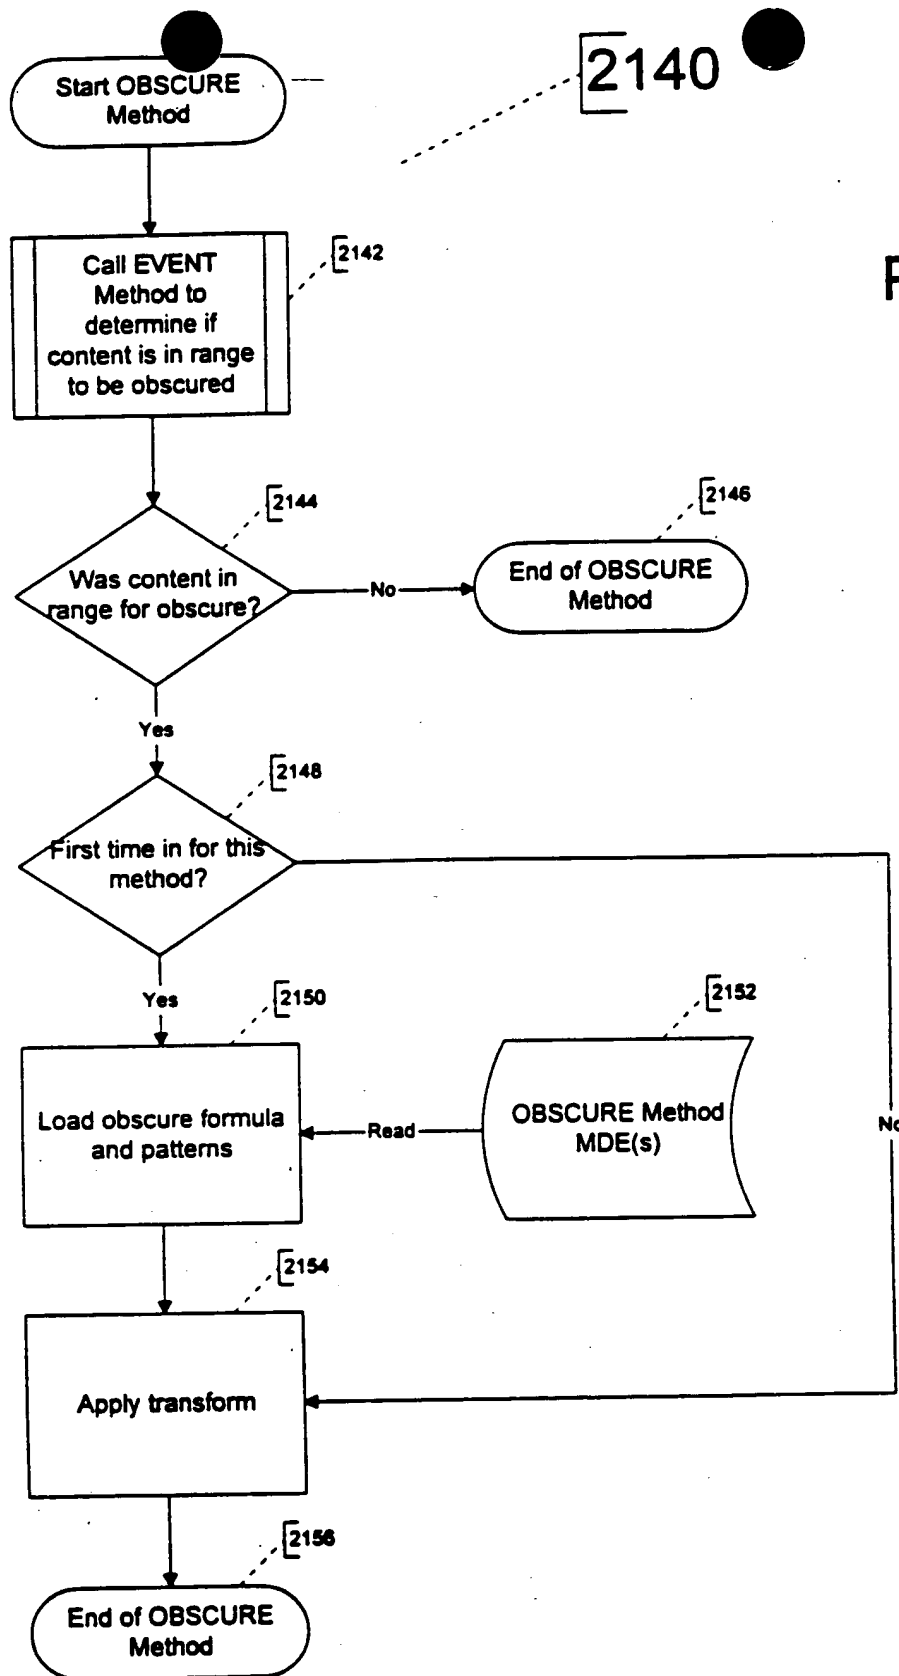 2140
Start OBSCURE
Method
2142
Call EVENT
Method to
determine if
content is in range
to be obscured
2144
2146
Was content in
range for obscure?
No
End of OBSCURE
Method
Yes
2148
First time in for this
method?
Yes
2150
2152
Load obscure formula
and patterns
Read
OBSCURE Method
MDE(s)
No
2154
Apply transform
2156
End of OBSCURE
Method